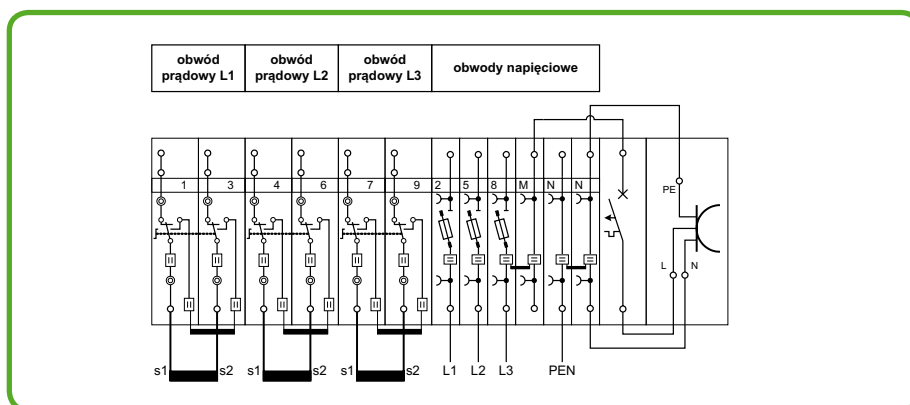 obwód prądowy L1
obwód prądowy L2
obwód prądowy L3
obwody napięciowe
1 3 4 6 7 9 2 5 8 M N N
PE
L N
s1 s2 s1 s2 s1 s2 L1 L2 L3 PEN